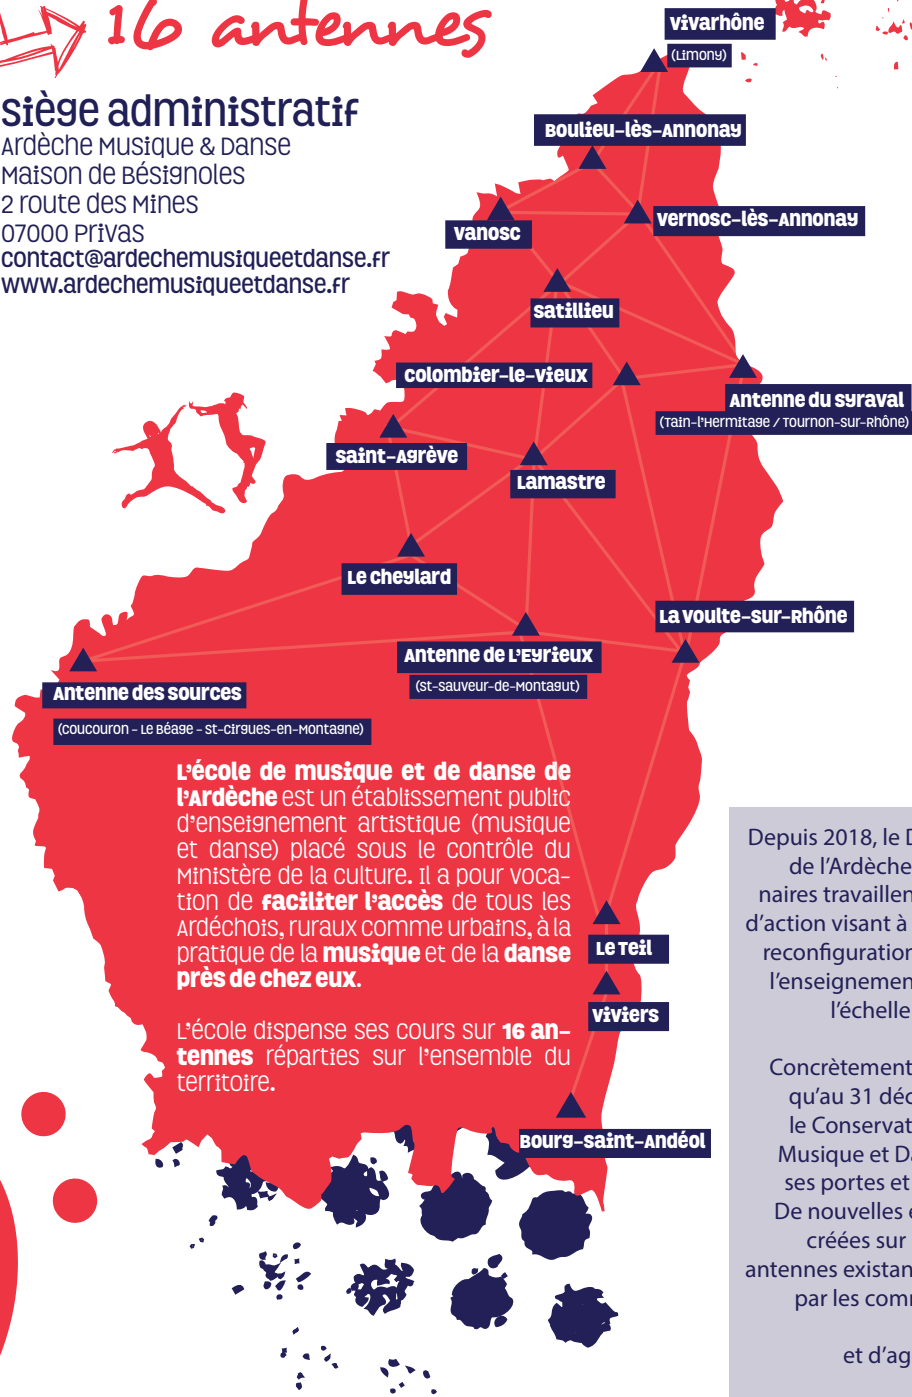 16 antennes
siège administratif
Ardèche Musique & Danse
Maison de Bésignoles
2 route des Mines
07000 Privas
contact@ardechemusiqueetdanse.fr
www.ardechemusiqueetdanse.fr
Vivarhône
(Limony)
Boulieu-lès-Annonay
Vernosc-lès-Annonay
Vanosc
Satillieu
Colombier-le-Vieux
Antenne du Syraval
(Tain-l'Hermitage / Tournon-sur-Rhône)
Saint-Agrève
Lamastre
Le Cheylard
La Voulte-sur-Rhône
Antenne de L'Eyrieux
(St-Sauveur-de-Montagut)
Antenne des Sources
(Coucouron - Le Béage - St-Cirgues-en-Montagne)
L'école de musique et de danse de
l'Ardèche est un établissement public
d'enseignement artistique (musique
et danse) placé sous le contrôle du
Ministère de la culture. Il a pour voca-
tion de faciliter l'accès de tous les
Ardéchois, ruraux comme urbains, à la
pratique de la musique et de la danse
près de chez eux.
L'école dispense ses cours sur 16 an-
tennes réparties sur l'ensemble du
territoire.
Le Teil
Viviers
Bourg-Saint-Andéol
Depuis 2018, le D
de l'Ardèche
naires travaillen
d'action visant à
reconfiguration
l'enseignemen
l'échelle
Concrètement
qu'au 31 déc
le Conservat
Musique et Da
ses portes et
De nouvelles e
créées sur
antennes existan
par les comm
et d'ag